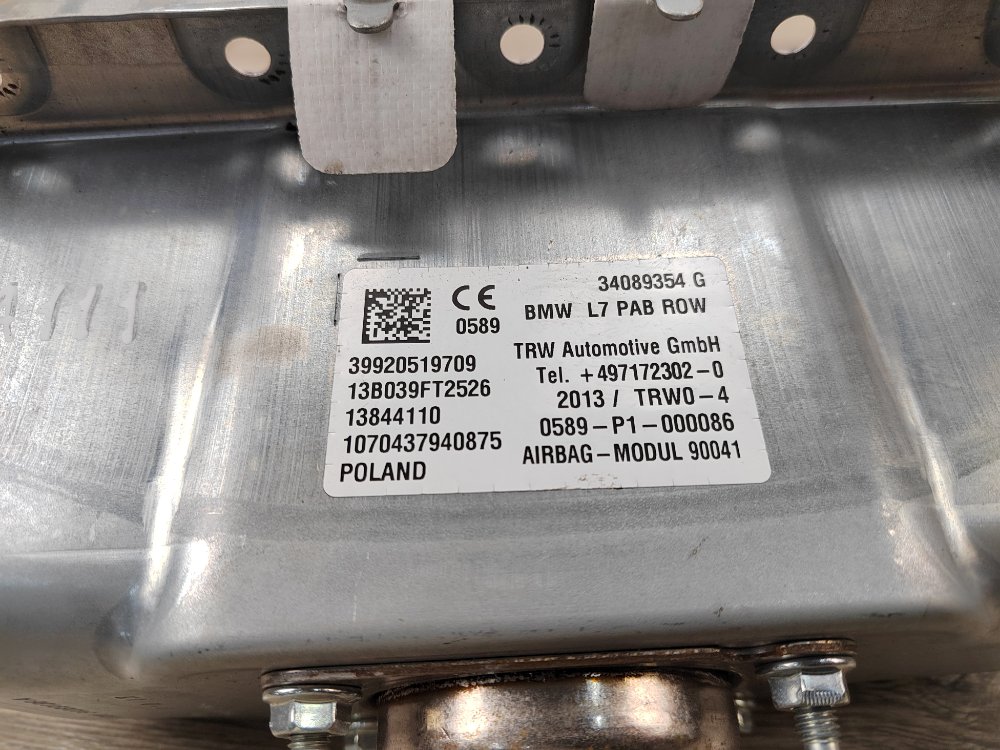 CE
0589
39920519709
13B039FT2526
13844110
1070437940875
POLAND
34089354 G
BMW L7 PAB ROW
TRW Automotive GmbH
Tel. +497172302-0
2013/ TRWO-4
0589-P1-000086
AIRBAG-MODUL 90041